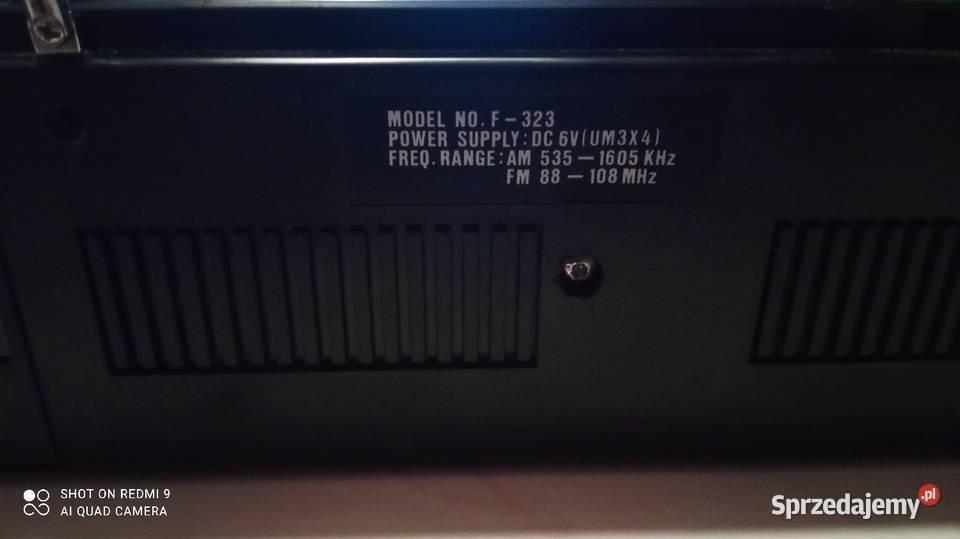 MODEL NO. F-323
POWER SUPPLY: DC 6V(UM3X4)
FREQ. RANGE: AM 535-1605 KHz
FM 88-108 MHz
SHOT ON REDMI 9
AI QUAD CAMERA
Sprzedajemy.pl